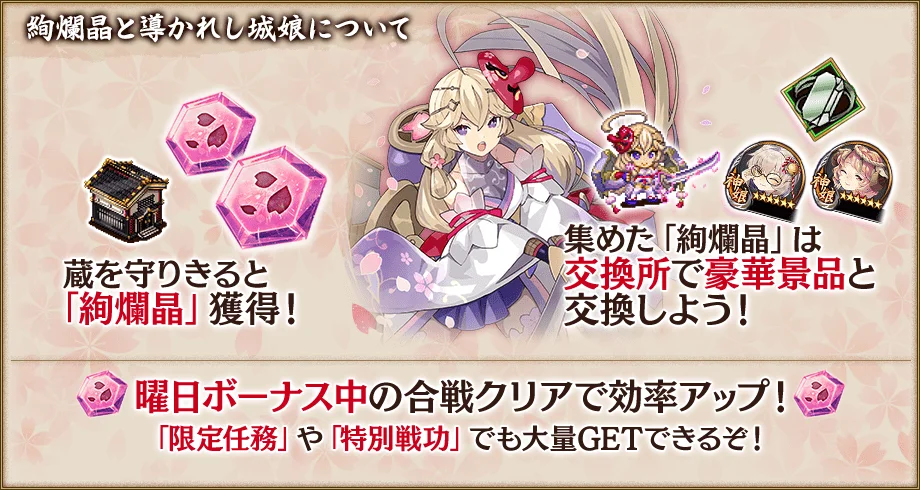 絢爛晶と導かれし城娘について
蔵を守りきると
「絢爛晶」獲得！
神娘
神娘
集めた「絢爛晶」は
交換所で豪華景品と
交換しよう！
曜日ボーナス中の合戦クリアで効率アップ！
「限定任務」や「特別戦功」でも大量GETできるぞ！